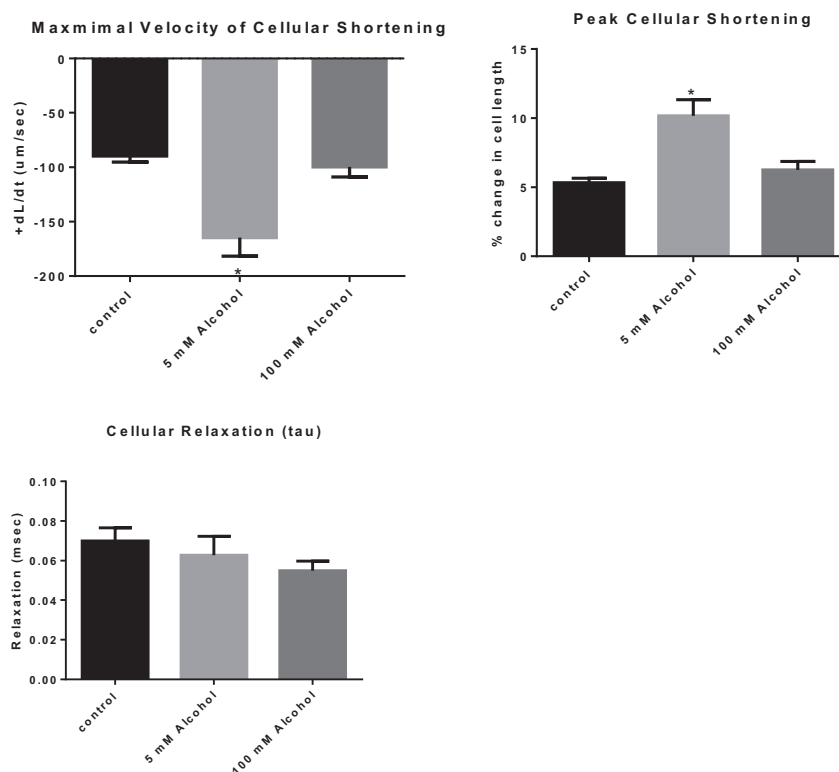 Maxmimal Velocity of Cellular Shortening
+dL/dt (um/sec)
0
-50
-100
-150
-200
*
control
5 mM Alcohol
100 mM Alcohol
Peak Cellular Shortening
% change in cell length
15
10
5
0
*
control
5 mM Alcohol
100 mM Alcohol
Cellular Relaxation (tau)
Relaxation (msec)
0.10
0.08
0.06
0.04
0.02
0.00
control
5 mM Alcohol
100 mM Alcohol